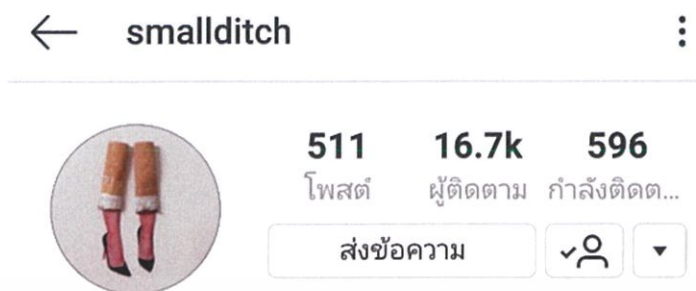 smallditch
511 16.7k 596
โพสต์ ผู้ติดตาม กำลังติดต...
ส่งข้อความ